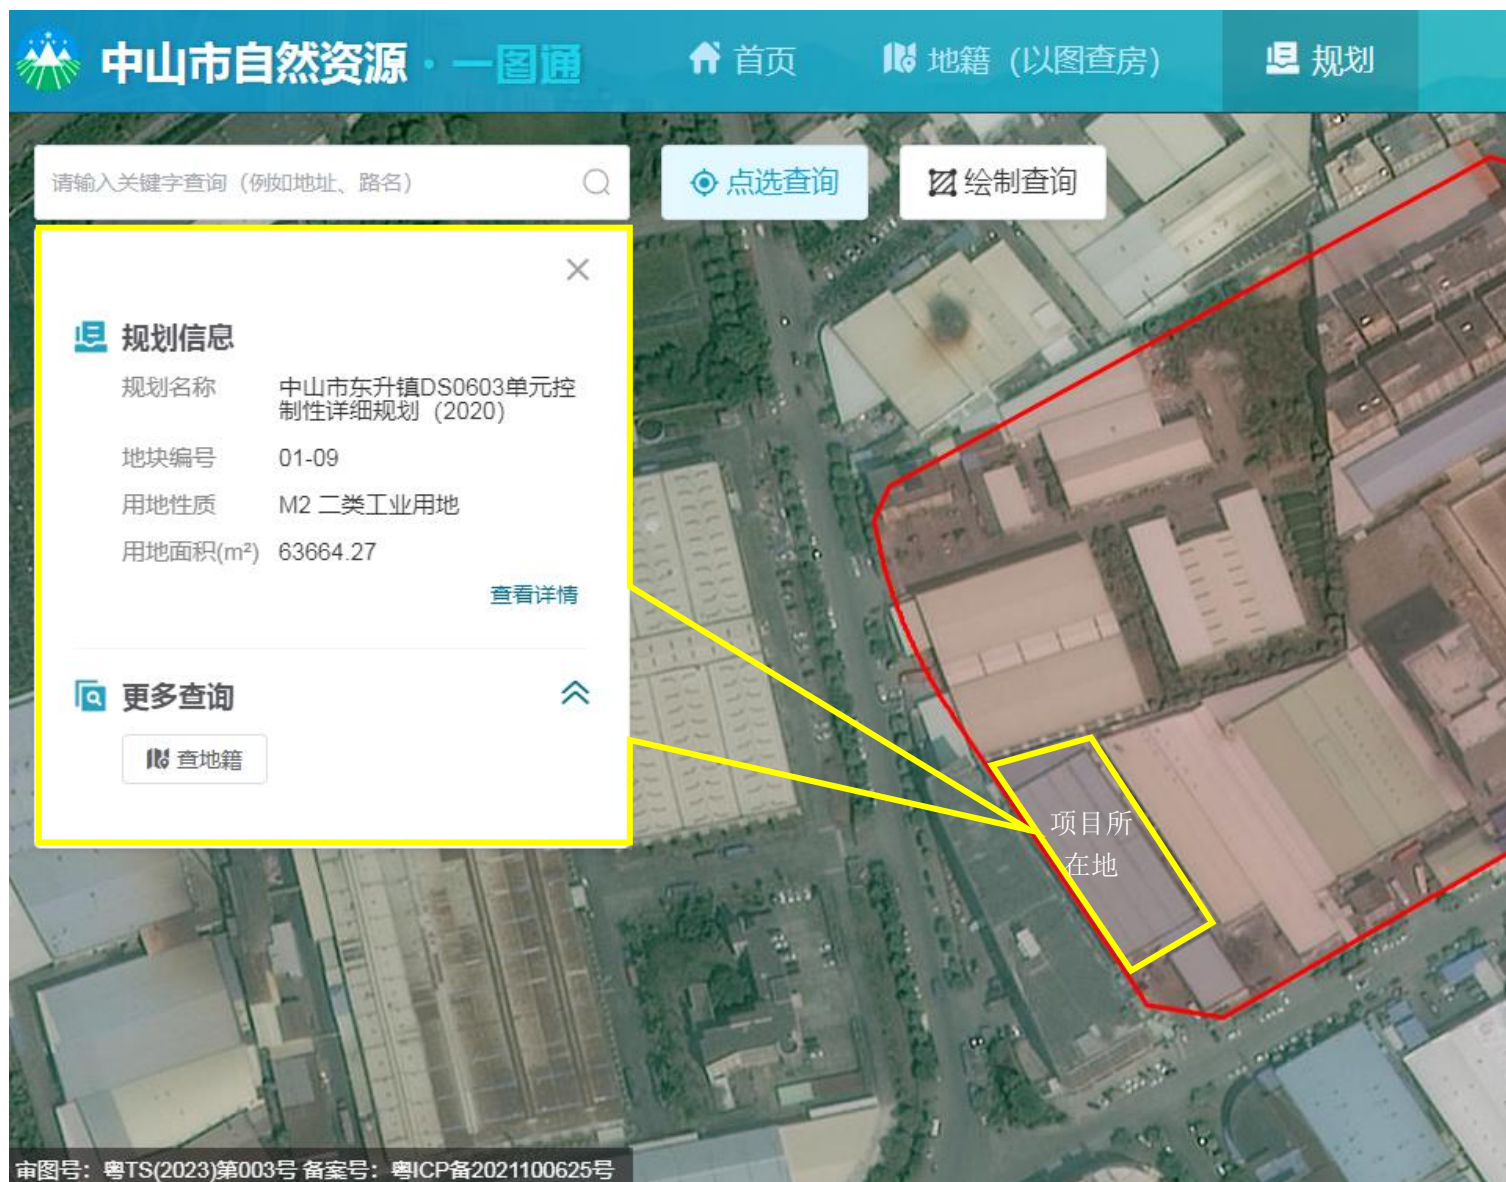 中山市自然资源·一图通
首页
地籍（以图查房）
规划
请输入关键字查询（例如地址、路名）
点选查询
绘制查询
规划信息
规划名称 中山市东升镇DS0603单元控
制性详细规划（2020）
地块编号 01-09
用地性质 M2 二类工业用地
用地面积(m²) 63664.27
查看详情
更多查询
查地籍
项目所
在地
审图号：粤TS(2023)第003号 备案号：粤ICP备2021100625号